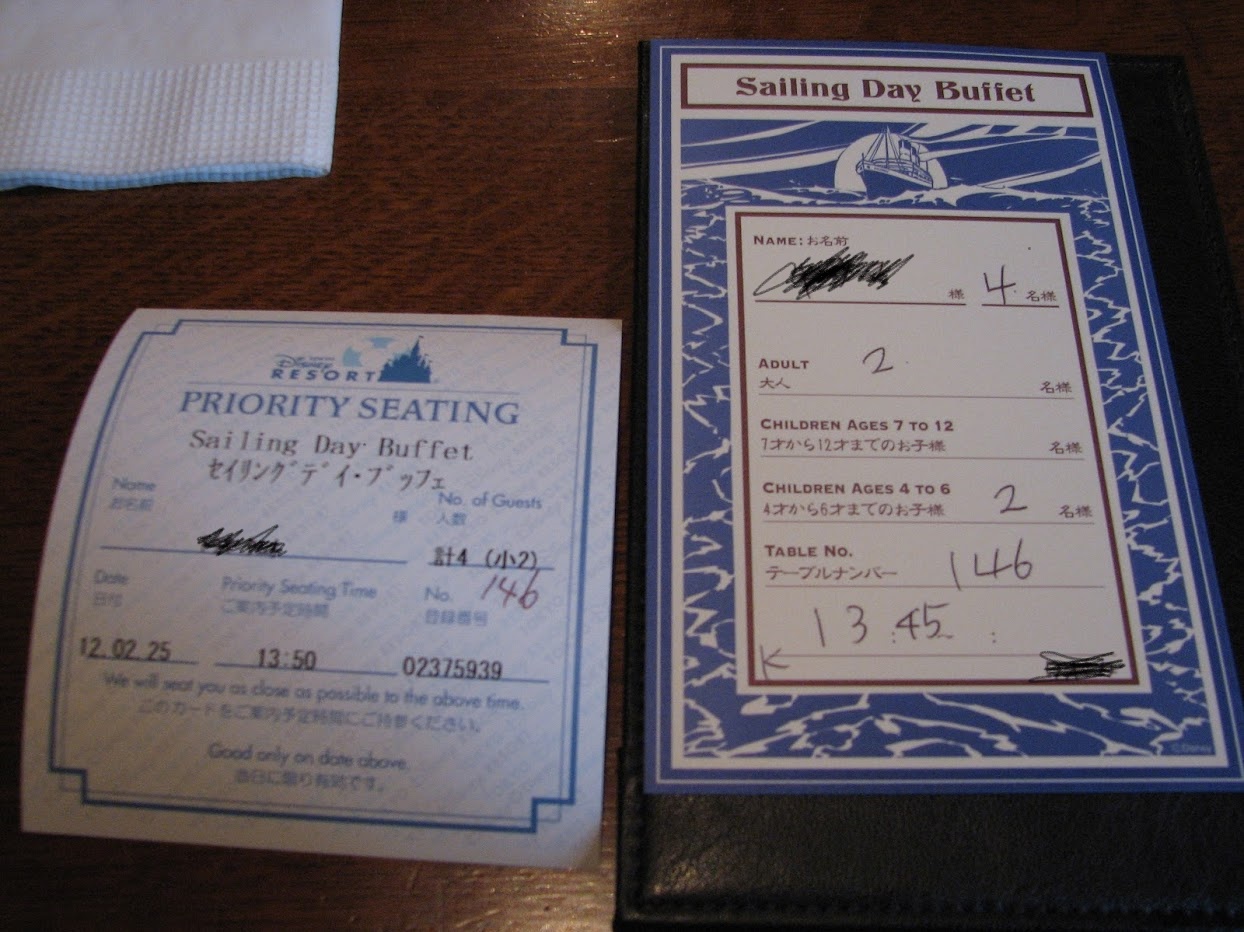 Tokyo
Disney
RESORT
PRIORITY SEATING
Sailing Day Buffet
セイリングデイ・ブッフェ
Name
お名前
様
No. of Guests
人数
計4 (小2)
Date
日付
Priority Seating Time
ご案内予定時間
No. 146
登録番号
12.02.25
13:50
02375939
We will seat you as close as possible to the above time.
このカードをご案内予定時間にご持参ください。
Good only on date above.
当日に限り有効です。
Sailing Day Buffet
NAME:お名前
様 4 名様
ADULT 2
大人 名様
CHILDREN AGES 7 TO 12
7才から12才までのお子様 名様
CHILDREN AGES 4 TO 6 2
4才から6才までのお子様 名様
TABLE NO. 146
テーブルナンバー
13:45 :
K
©Disney